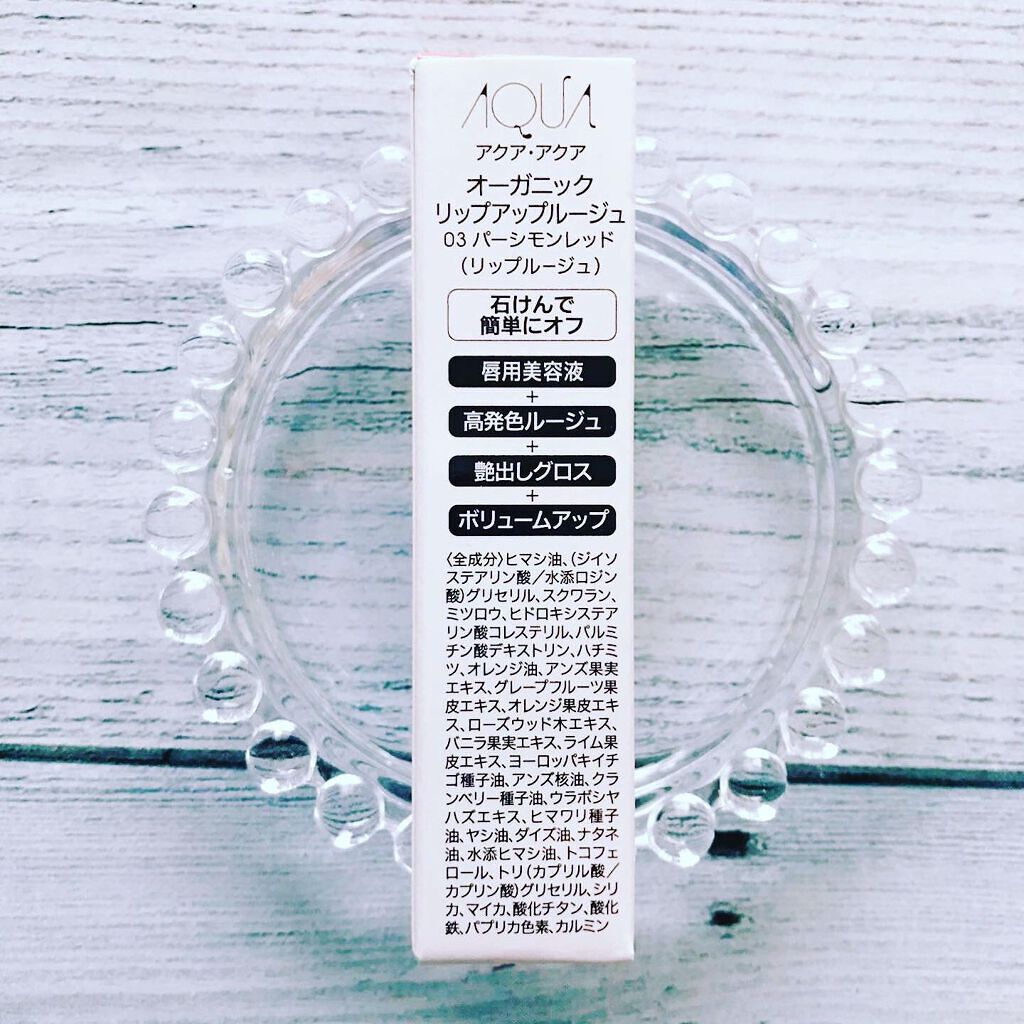 AQUA
アクア・アクア
オーガニック
リップアップルージュ
03 パーシモンレッド
(リップルージュ)
石けんで
簡単にオフ
唇用美容液
+
高発色ルージュ
+
艶出しグロス
+
ボリュームアップ
〈全成分〉ヒマシ油、(ジイソ
ステアリン酸/水添ロジン
酸)グリセリル、スクワラン、
ミツロウ、ヒドロキシステア
リン酸コレステリル、パルミ
チン酸デキストリン、ハチミ
ツ、オレンジ油、アンズ果実
エキス、グレープフルーツ果
皮エキス、オレンジ果皮エキ
ス、ローズウッド木エキス、
バニラ果実エキス、ライム果
皮エキス、ヨーロッパキイチ
ゴ種子油、アンズ核油、クラ
ンベリー種子油、ウラボシヤ
ハズエキス、ヒマワリ種子
油、ヤシ油、ダイズ油、ナタネ
油、水添ヒマシ油、トコフェ
ロール、トリ(カプリル酸/
カプリン酸)グリセリル、シリ
カ、マイカ、酸化チタン、酸化
鉄、パプリカ色素、カルミン